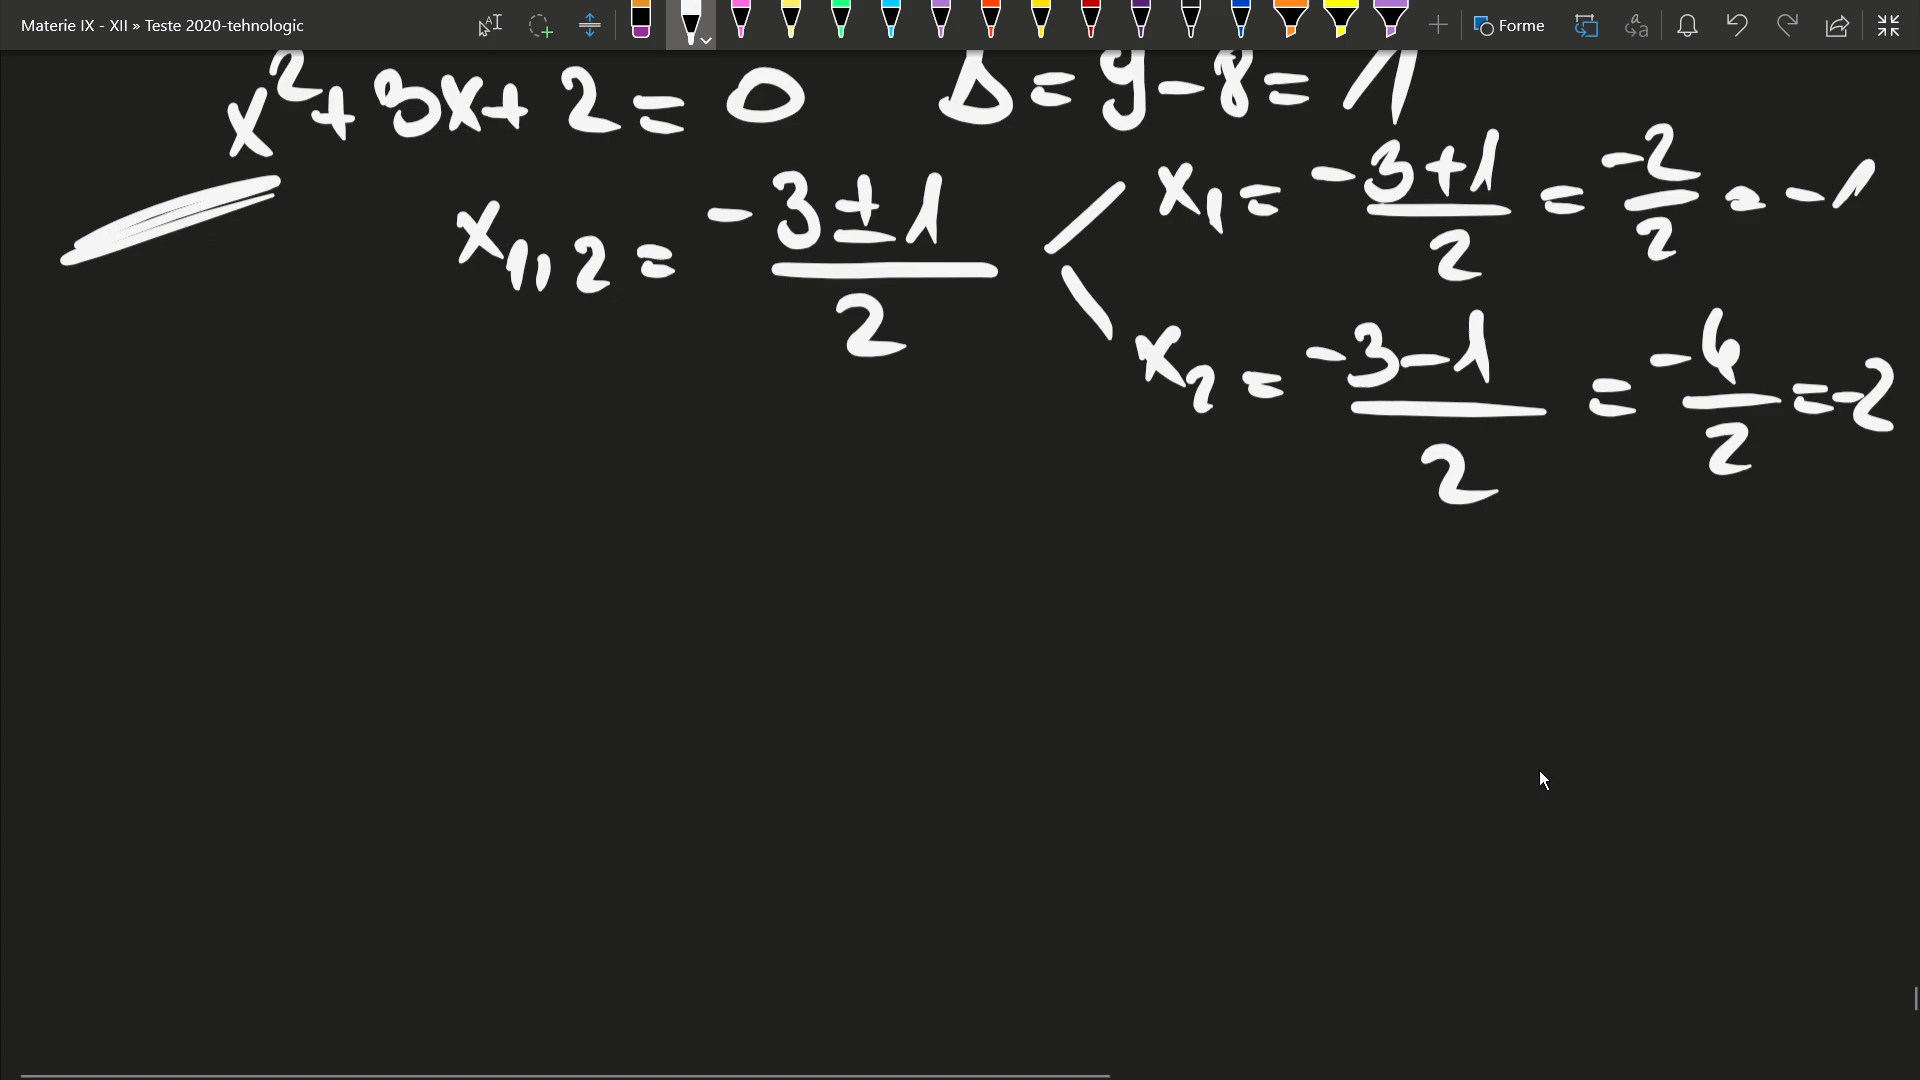 Materie IX - XII » Teste 2020-tehnologic
Forme
x² + 3x + 2 = 0 Δ = 9 - 8 = 1
x₁,₂ = (-3 ± 1)/2
x₁ = (-3 + 1)/2 = -2/2 = -1
x₂ = (-3 - 1)/2 = -4/2 = -2